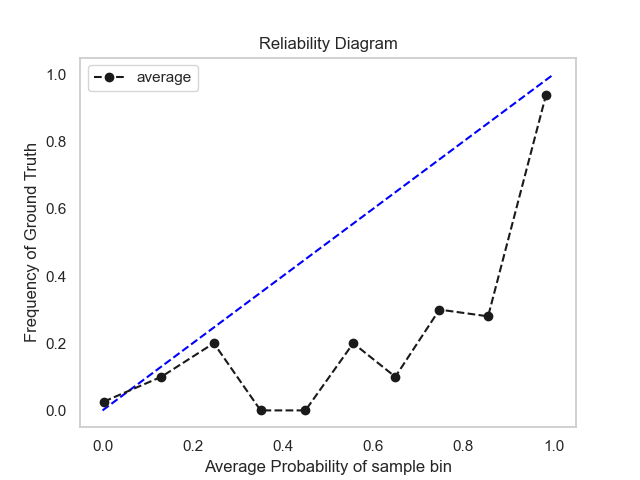 Reliability Diagram
average
Frequency of Ground Truth
1.0
0.8
0.6
0.4
0.2
0.0
0.0 0.2 0.4 0.6 0.8 1.0
Average Probability of sample bin